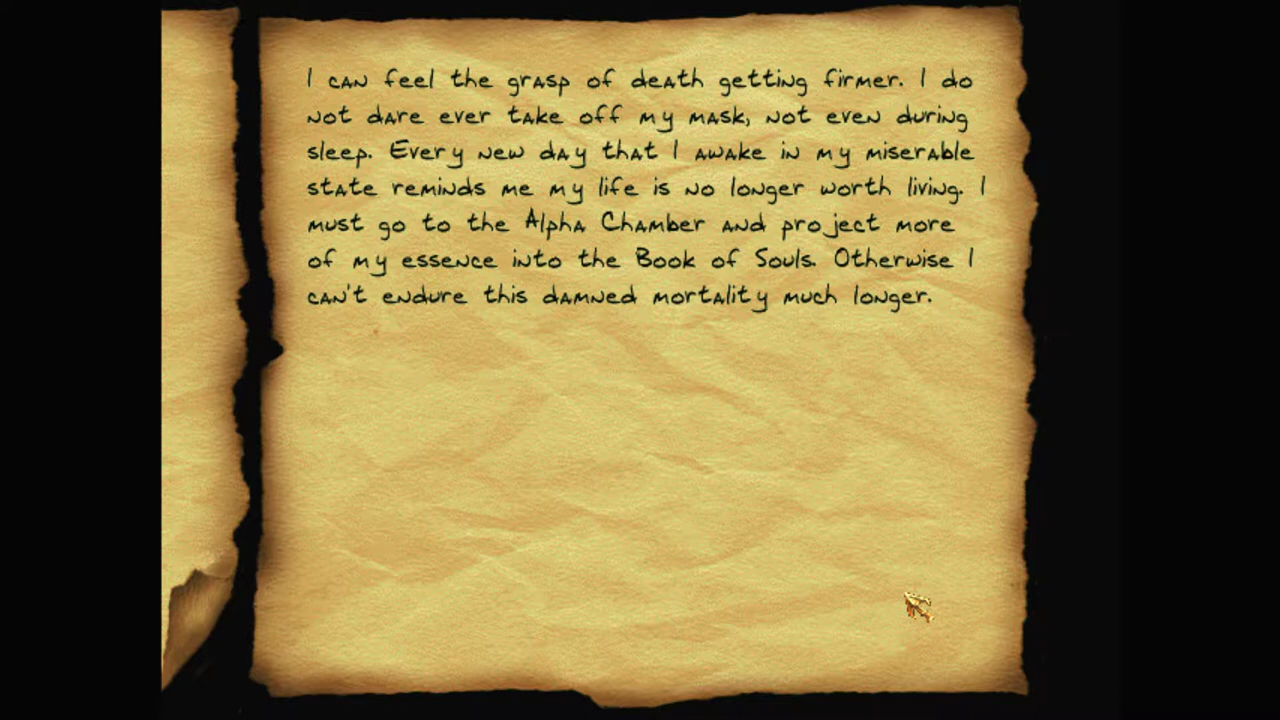 I can feel the grasp of death getting firmer. I do
not dare ever take off my mask, not even during
sleep. Every new day that I awake in my miserable
state reminds me my life is no longer worth living. I
must go to the Alpha Chamber and project more
of my essence into the Book of Souls. Otherwise I
can't endure this damned mortality much longer.